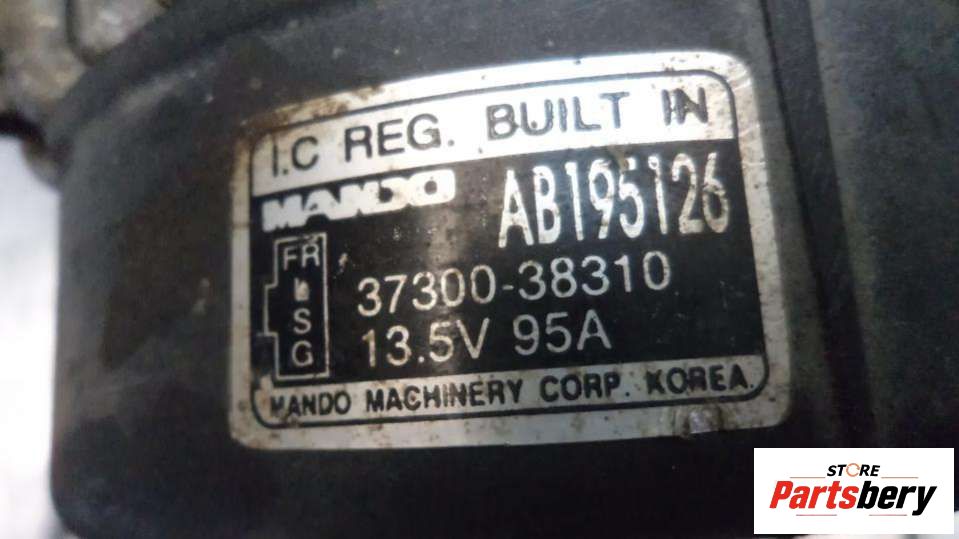 I.C REG. BUILT IN
MANDO AB195126
FR
L
S
G
37300-38310
13.5V 95A
MANDO MACHINERY CORP. KOREA.
STORE
Partsbery